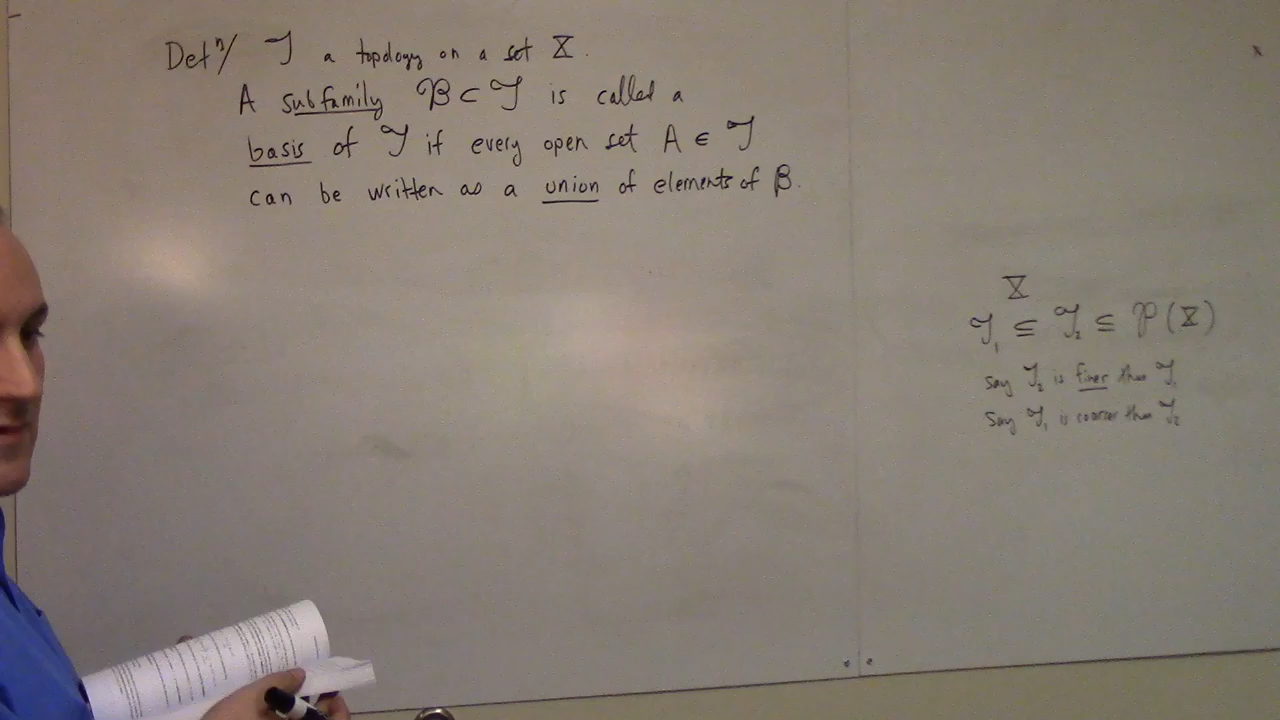 Defⁿ/ 𝒯 a topology on a set X.
A subfamily ℬ ⊂ 𝒯 is called a
basis of 𝒯 if every open set A ∈ 𝒯
can be written as a union of elements of β.
X
𝒯₁ ⊆ 𝒯₂ ⊆ 𝒫(X)
Say 𝒯₂ is finer than 𝒯₁
Say 𝒯₁ is coarser than 𝒯₂